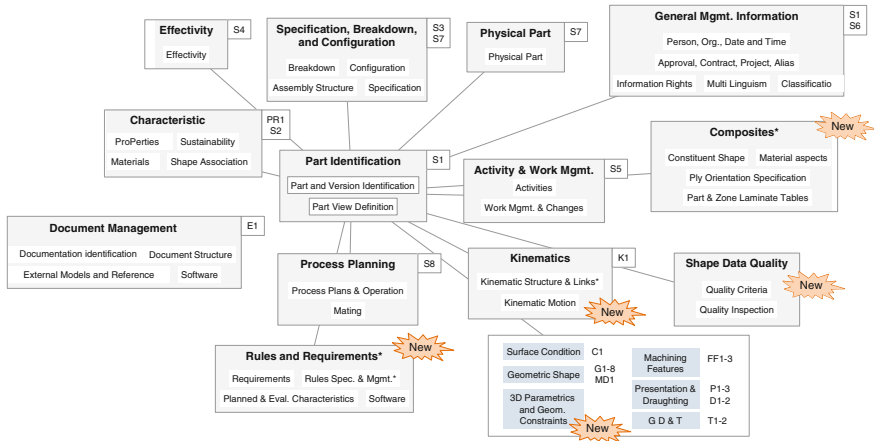 Effectivity
S4
Effectivity
Specification, Breakdown,
and Configuration
S3
S7
Breakdown
Configuration
Assembly Structure
Specification
Physical Part
S7
Physical Part
General Mgmt. Information
S1
S6
Person, Org., Date and Time
Approval, Contract, Project, Alias
Information Rights
Multi Linguism
Classificatio
Characteristic
PR1
S2
ProPerties
Sustainability
Materials
Shape Association
Part Identification
S1
Part and Version Identification
Part View Definition
Activity & Work Mgmt.
S5
Activities
Work Mgmt. & Changes
New
Composites*
Constituent Shape
Material aspects
Ply Orientation Specification
Part & Zone Laminate Tables
Document Management
E1
Documentation identification
Document Structure
External Models and Reference
Software
Process Planning
S8
Process Plans & Operation
Mating
Kinematics
K1
Kinematic Structure & Links*
Kinematic Motion
New
Shape Data Quality
Quality Criteria
New
Quality Inspection
New
Rules and Requirements*
Requirements
Rules Spec. & Mgmt.*
Planned & Eval. Characteristics
Software
Surface Condition
C1
Geometric Shape
G1-8
MD1
3D Parametrics
and Geom.
Constraints
New
Machining
Features
FF1-3
Presentation &
Draughting
P1-3
D1-2
G D & T
T1-2